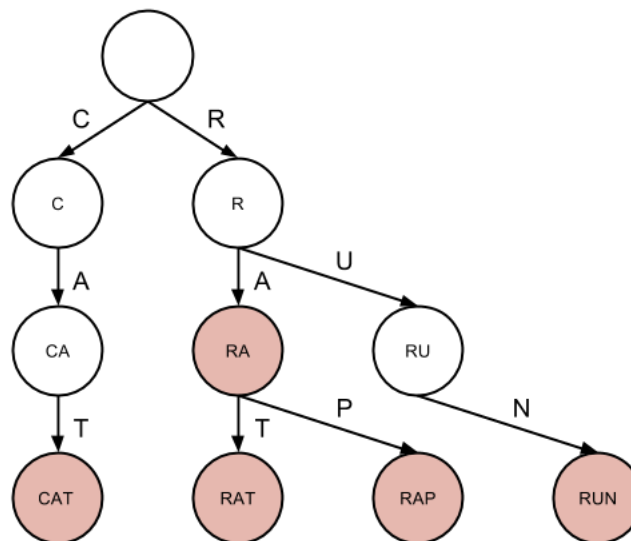 C R
C R
A A U
CA RA RU
T T P N
CAT RAT RAP RUN